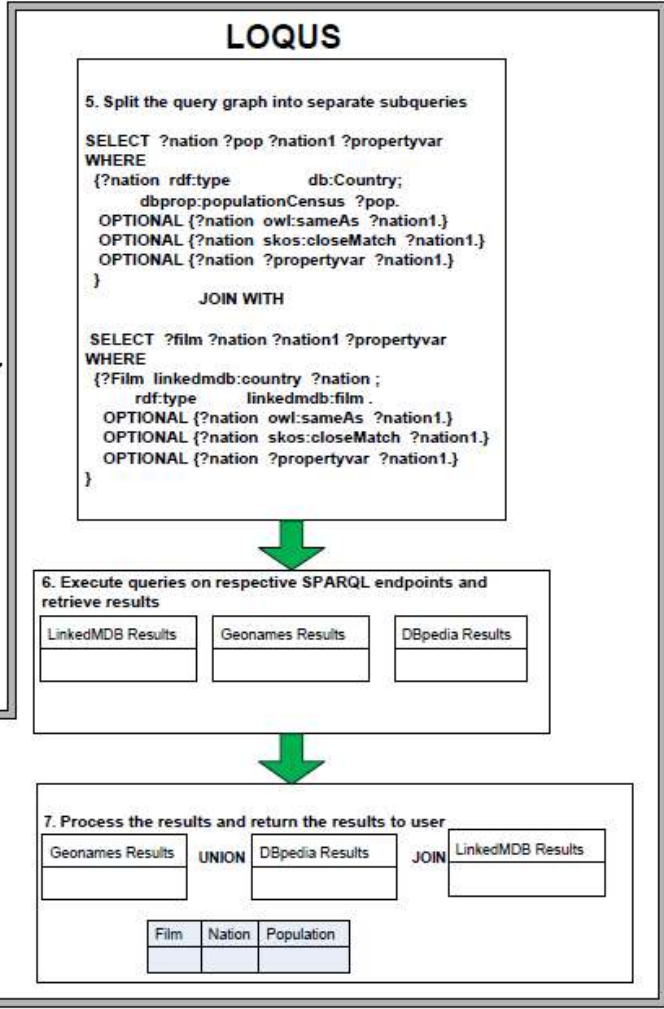 LOQUS
5. Split the query graph into separate subqueries
SELECT ?nation ?pop ?nation1 ?propertyvar
WHERE
{?nation rdf:type db:Country;
dbprop:populationCensus ?pop.
OPTIONAL {?nation owl:sameAs ?nation1.}
OPTIONAL {?nation skos:closeMatch ?nation1.}
OPTIONAL {?nation ?propertyvar ?nation1.}
}
JOIN WITH
SELECT ?film ?nation ?nation1 ?propertyvar
WHERE
{?Film linkedmdb:country ?nation ;
rdf:type linkedmdb:film .
OPTIONAL {?nation owl:sameAs ?nation1.}
OPTIONAL {?nation skos:closeMatch ?nation1.}
OPTIONAL {?nation ?propertyvar ?nation1.}
}
6. Execute queries on respective SPARQL endpoints and
retrieve results
LinkedMDB Results Geonames Results DBpedia Results
7. Process the results and return the results to user
Geonames Results UNION DBpedia Results JOIN LinkedMDB Results
Film Nation Population